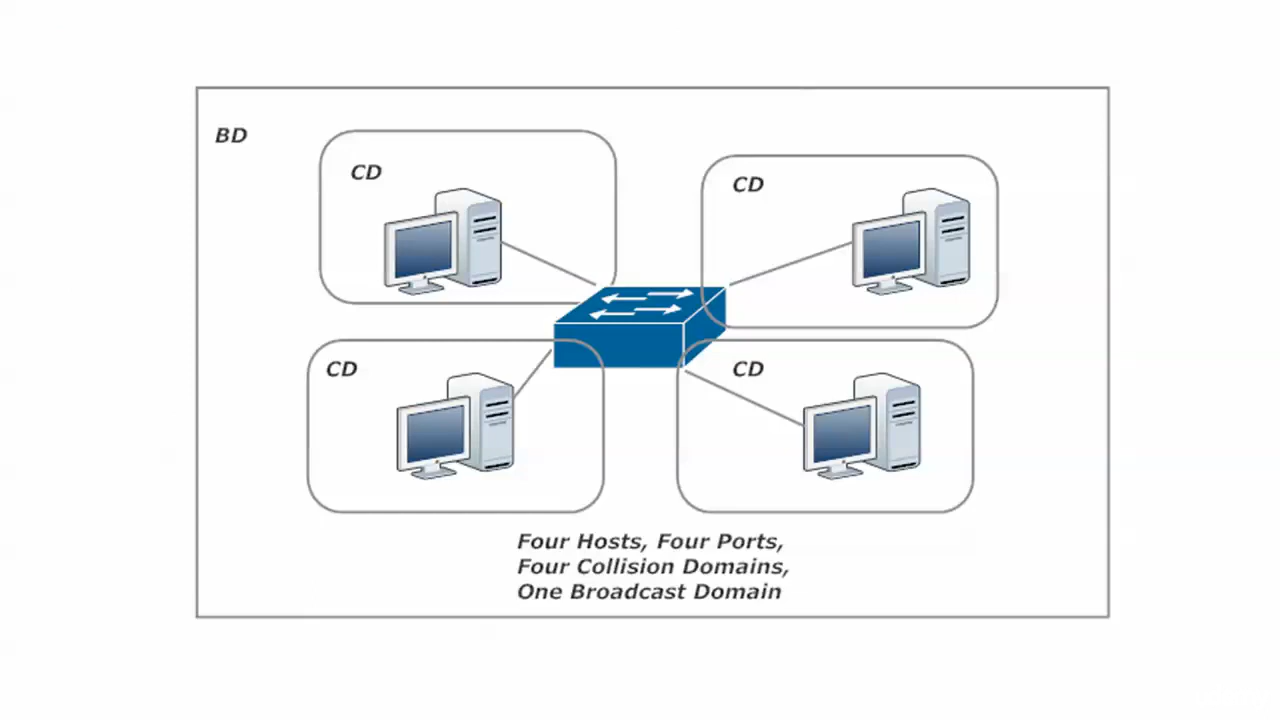 BD
CD
CD
CD
CD
Four Hosts, Four Ports,
Four Collision Domains,
One Broadcast Domain